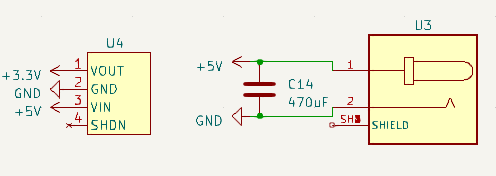 U4
+3.3V 1 VOUT
GND 2 GND
+5V 3 VIN
4 SHDN
U3
+5V 1
C14
470uF
GND 2
SHIELD